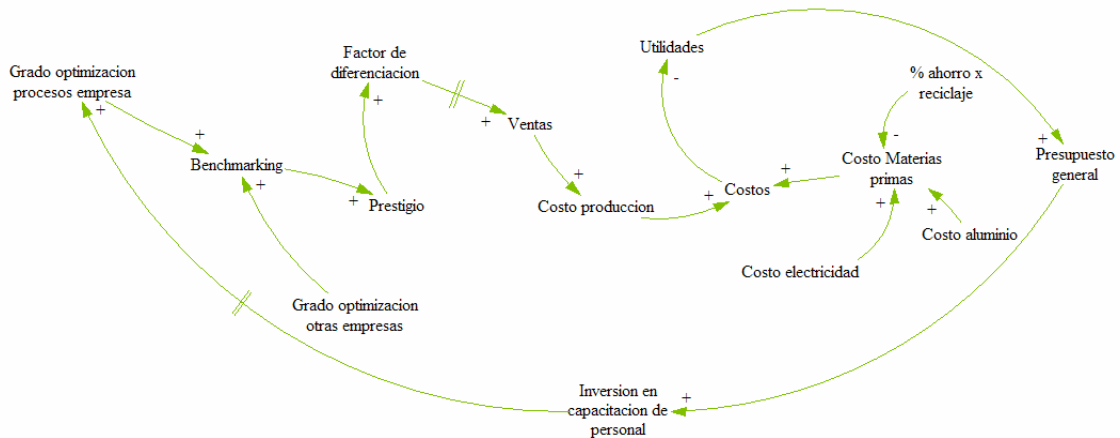 Grado optimizacion
procesos empresa
+
+
Benchmarking
+
Grado optimizacion
otras empresas
Factor de
diferenciacion
+
+
Prestigio
+
Ventas
+
Costo produccion
Utilidades
-
+
Costos
+
% ahorro x
reciclaje
-
Costo Materias
primas
+
+
Costo aluminio
Costo electricidad
+
Presupuesto
general
Inversion en
capacitacion de
personal
+